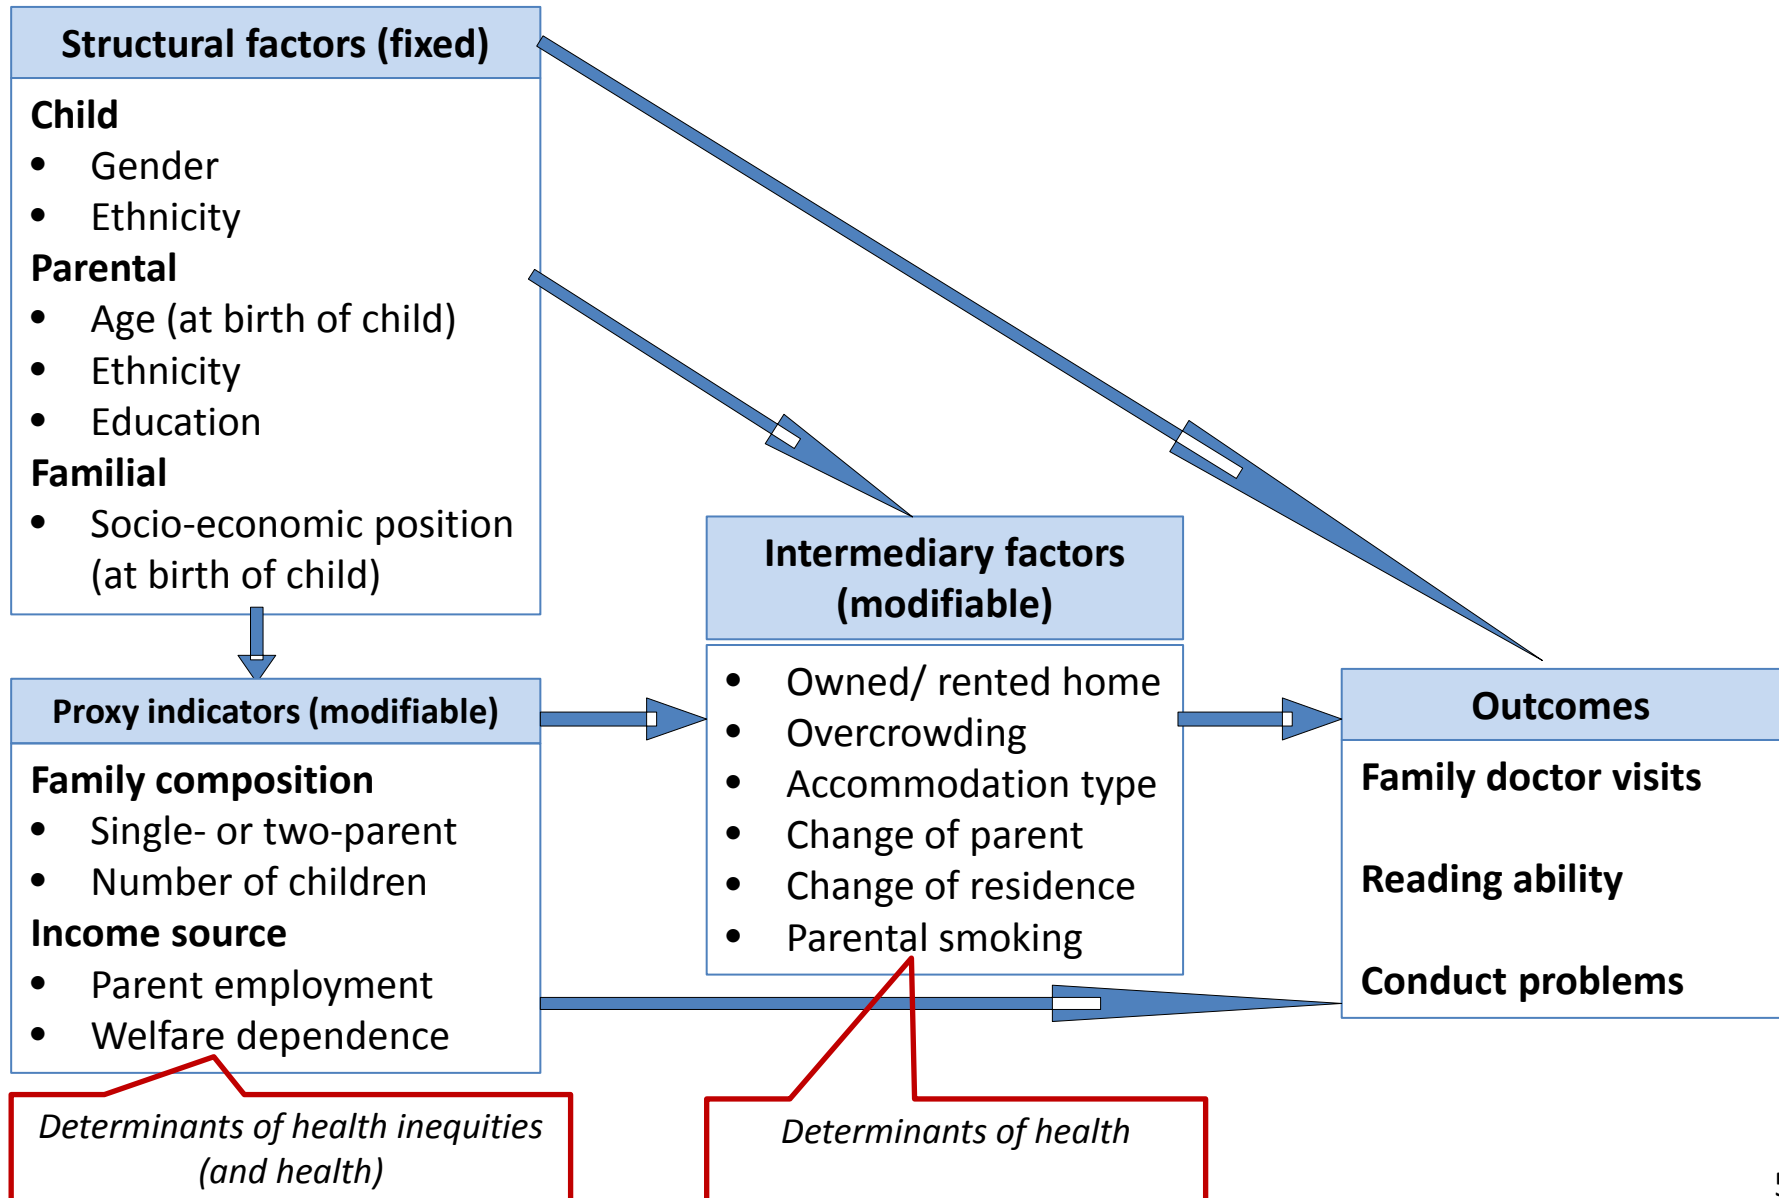 Structural factors (fixed)
Child
• Gender
• Ethnicity
Parental
• Age (at birth of child)
• Ethnicity
• Education
Familial
• Socio-economic position
(at birth of child)
Proxy indicators (modifiable)
Family composition
• Single- or two-parent
• Number of children
Income source
• Parent employment
• Welfare dependence
Determinants of health inequities
(and health)
Intermediary factors
(modifiable)
• Owned/ rented home
• Overcrowding
• Accommodation type
• Change of parent
• Change of residence
• Parental smoking
Determinants of health
Outcomes
Family doctor visits
Reading ability
Conduct problems
5